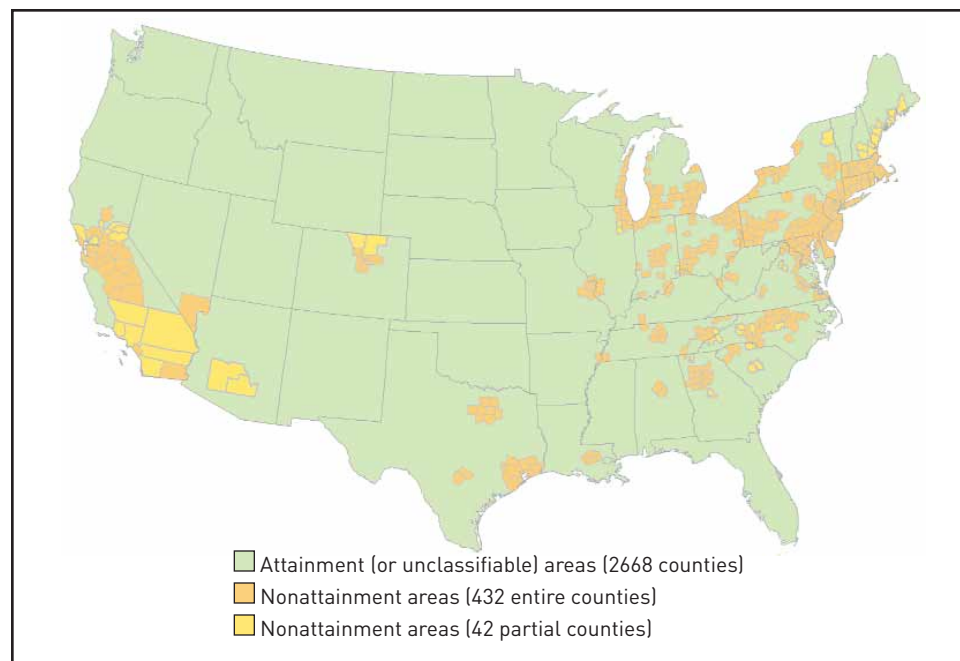 Attainment (or unclassifiable) areas (2668 counties)
Nonattainment areas (432 entire counties)
Nonattainment areas (42 partial counties)